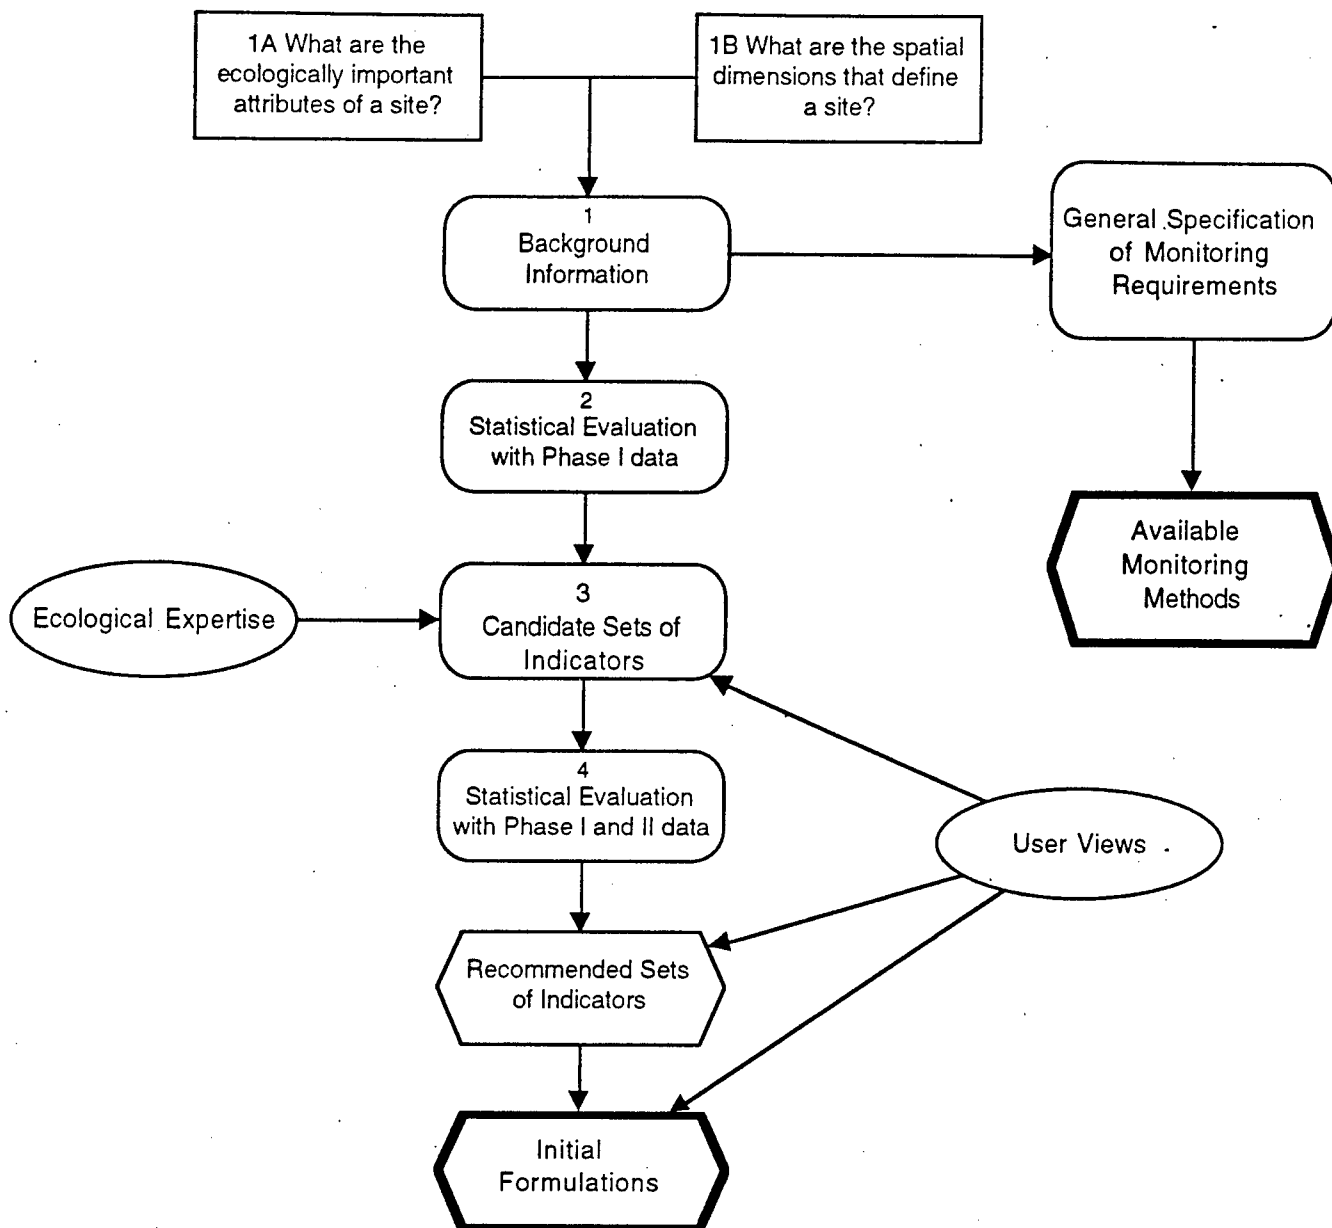 1A What are the
ecologically important
attributes of a site?
1B What are the spatial
dimensions that define
a site?
1
Background
Information
General Specification
of Monitoring
Requirements
2
Statistical Evaluation
with Phase I data
Available
Monitoring
Methods
Ecological Expertise
3
Candidate Sets of
Indicators
4
Statistical Evaluation
with Phase I and II data
User Views
Recommended Sets
of Indicators
Initial
Formulations